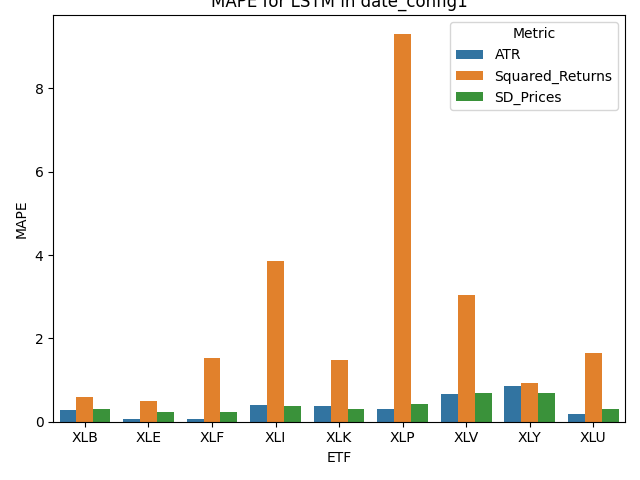 MAPE for LSTM in date_config1
Metric
ATR
Squared_Returns
SD_Prices
8
6
4
2
0
MAPE
XLB XLE XLF XLI XLK XLP XLV XLY XLU
ETF